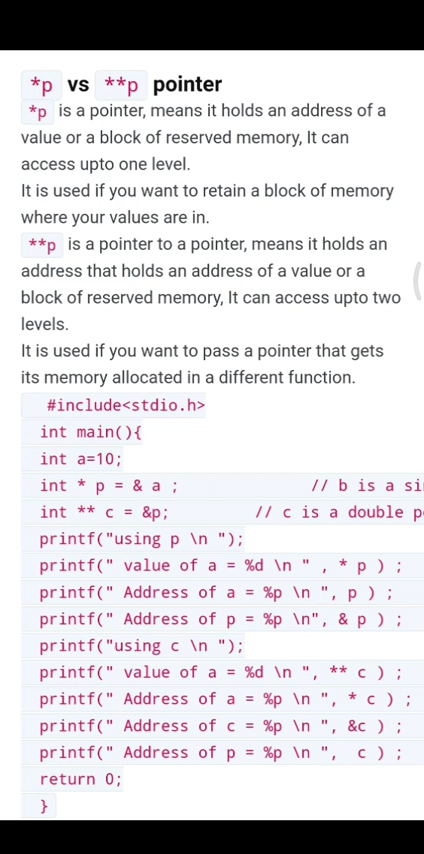 *p vs **p pointer
*p is a pointer, means it holds an address of a
value or a block of reserved memory, It can
access upto one level.
It is used if you want to retain a block of memory
where your values are in.
**p is a pointer to a pointer, means it holds an
address that holds an address of a value or a
block of reserved memory, It can access upto two
levels.
It is used if you want to pass a pointer that gets
its memory allocated in a different function.
#include<stdio.h>
int main(){
int a=10;
int * p = & a ; // b is a
int ** c = &p; // c is a double
printf("using p \n ");
printf(" value of a = %d \n " , * p ) ;
printf(" Address of a = %p \n ", p ) ;
printf(" Address of p = %p \n", & p ) ;
printf("using c \n ");
printf(" value of a = %d \n ", ** c ) ;
printf(" Address of a = %p \n ", * c ) ;
printf(" Address of c = %p \n ", &c ) ;
printf(" Address of p = %p \n ", c ) ;
return 0;
}